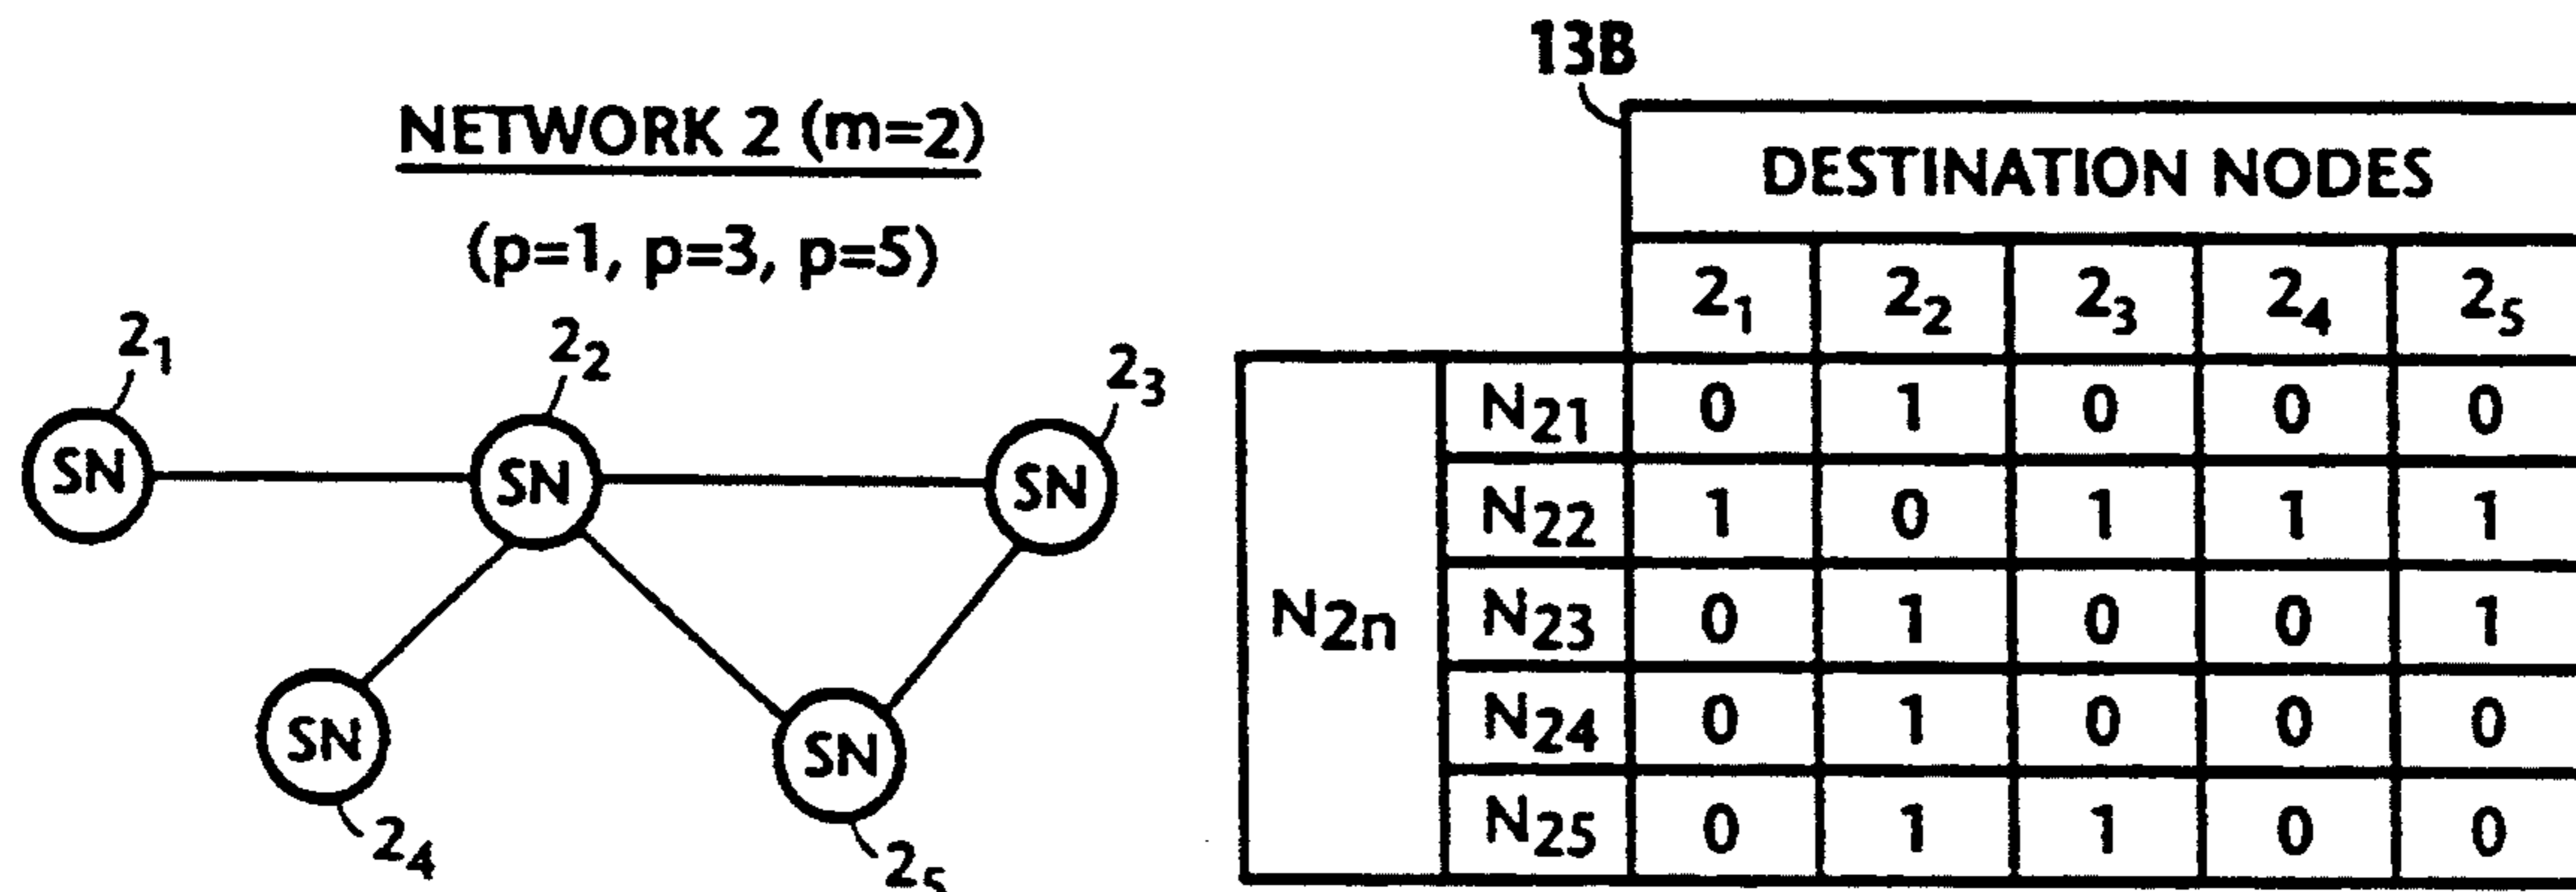 NETWORK 2 (m=2)
(p=1, p=3, p=5)
2₁
2₂
2₃
SN
SN
SN
SN
SN
2₄
2₅
13B
DESTINATION NODES
2₁ 2₂ 2₃ 2₄ 2₅
N₂₁ 0 1 0 0 0
N₂₂ 1 0 1 1 1
N₂ₙ N₂₃ 0 1 0 0 1
N₂₄ 0 1 0 0 0
N₂₅ 0 1 1 0 0